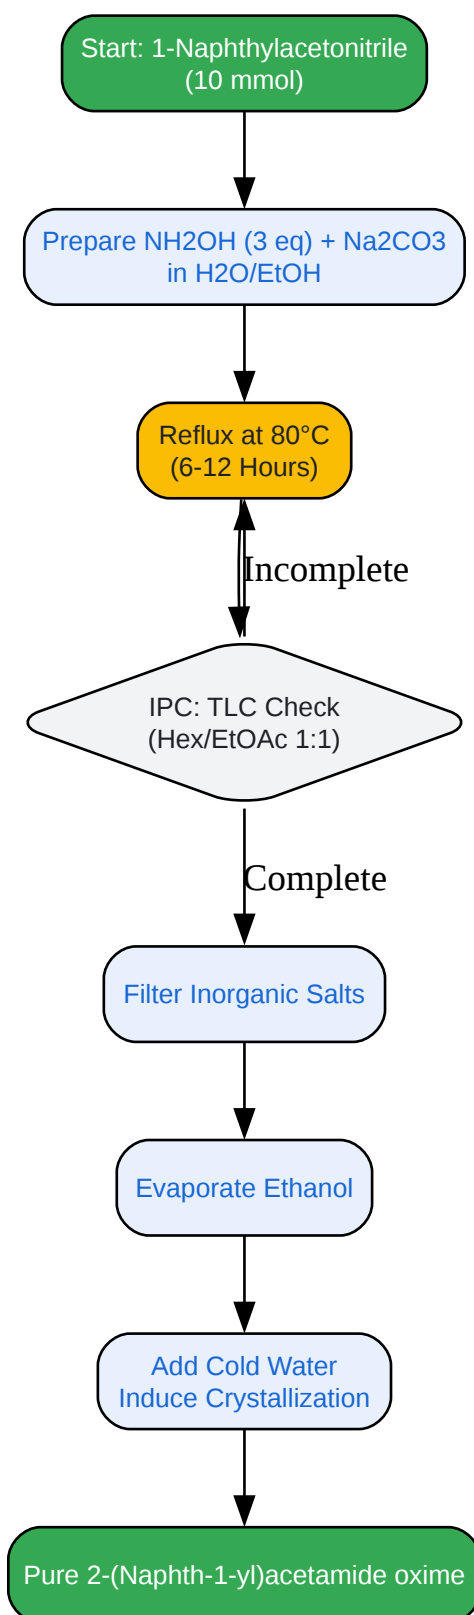 Start: 1-Naphthylacetonitrile
(10 mmol)
Prepare NH2OH (3 eq) + Na2CO3
in H2O/EtOH
Reflux at 80°C
(6-12 Hours)
Incomplete
IPC: TLC Check
(Hex/EtOAc 1:1)
Complete
Filter Inorganic Salts
Evaporate Ethanol
Add Cold Water
Induce Crystallization
Pure 2-(Naphth-1-yl)acetamide oxime